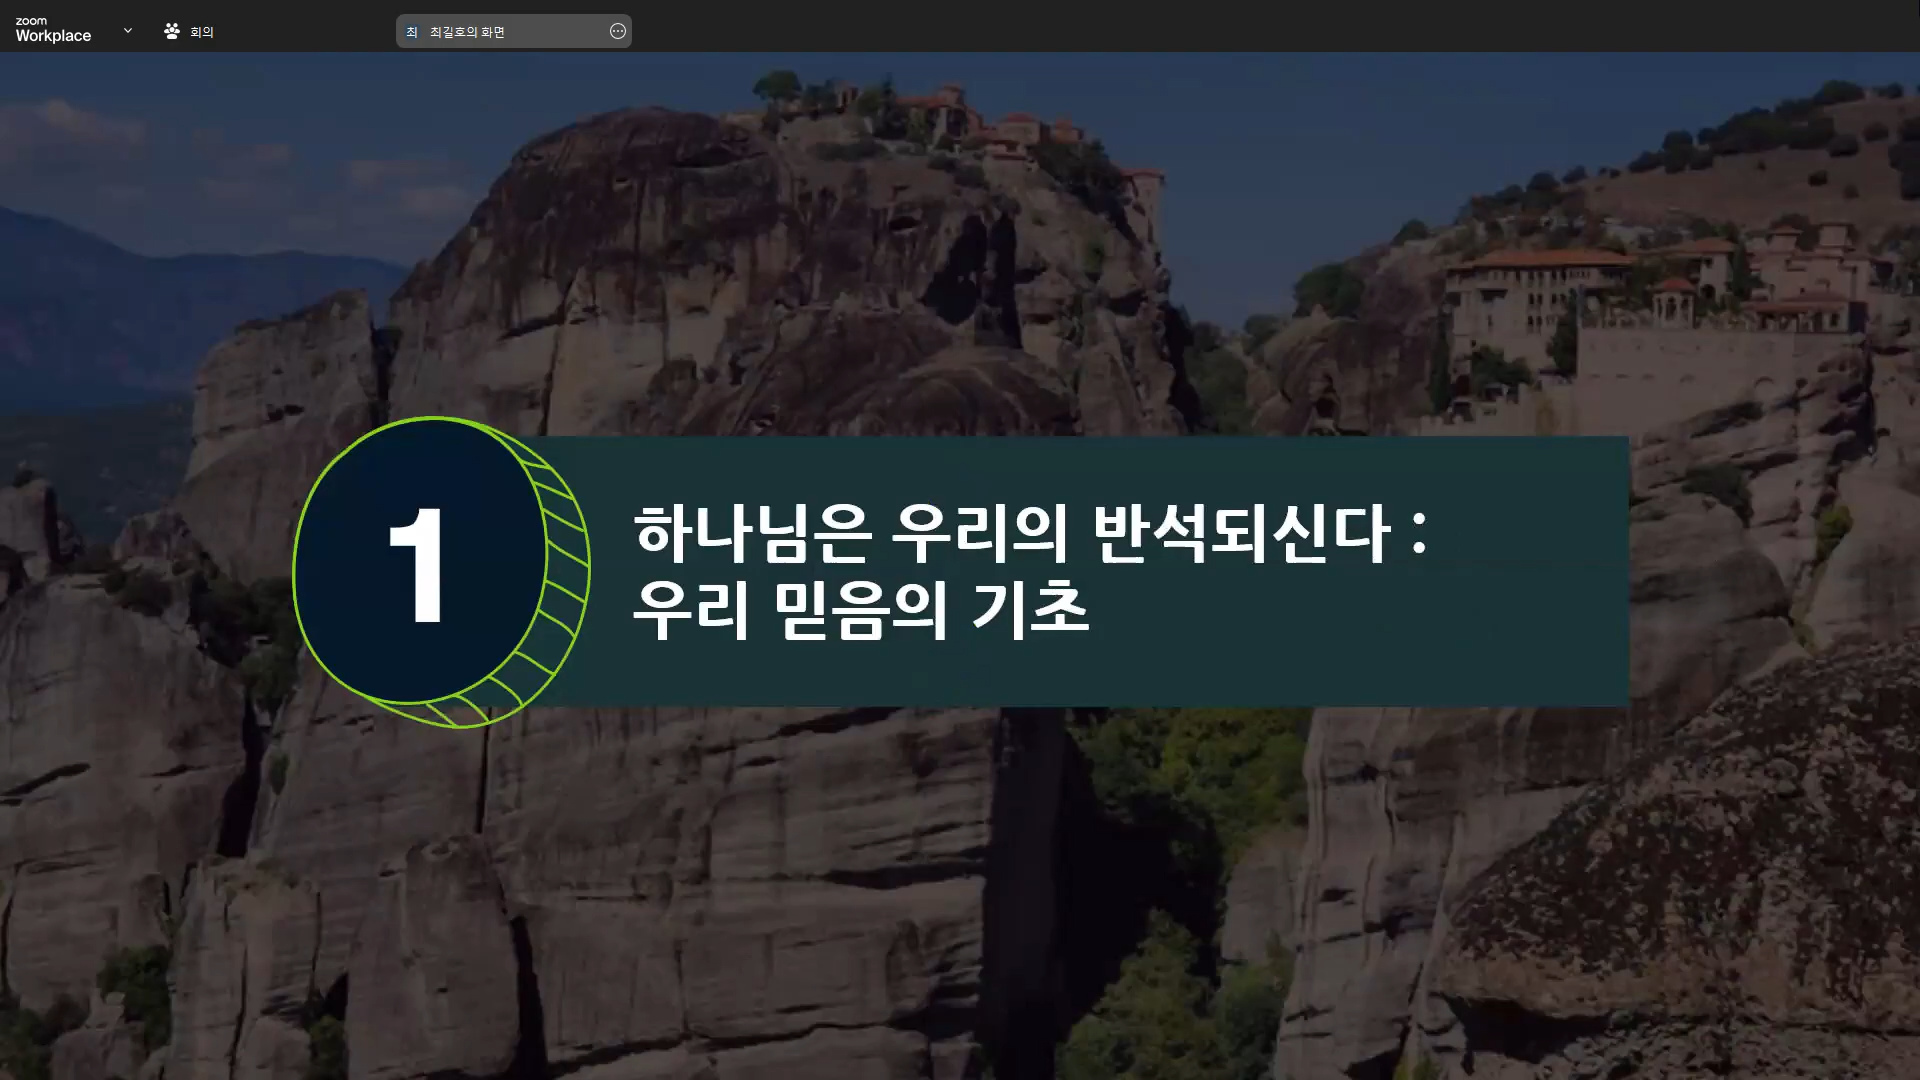 zoom
Workplace
회의
최 최길호의 화면
1
하나님은 우리의 반석되신다 :
우리 믿음의 기초